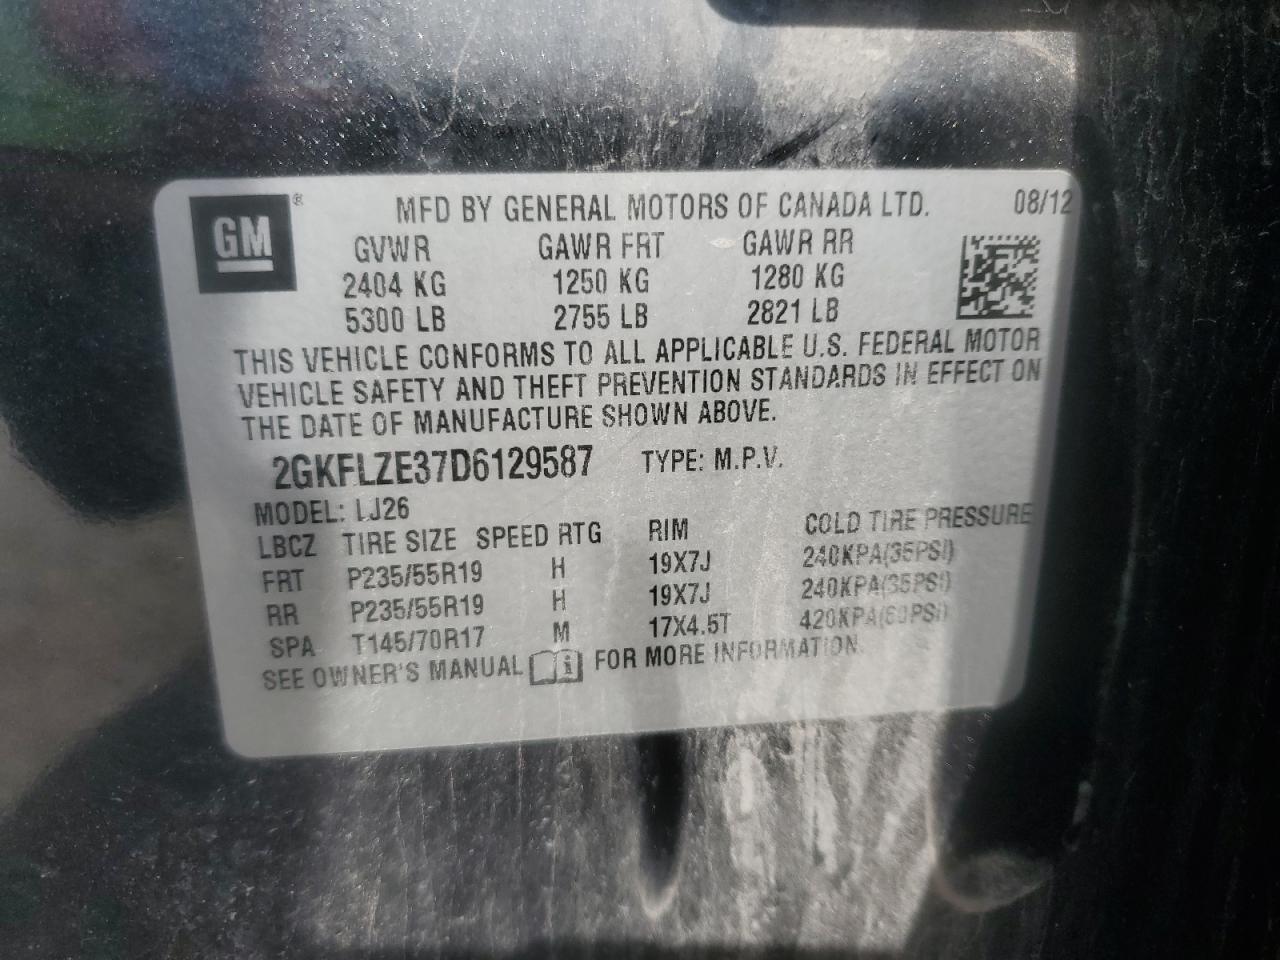 GM ® MFD BY GENERAL MOTORS OF CANADA LTD. 08/12
GVWR GAWR FRT GAWR RR
2404 KG 1250 KG 1280 KG
5300 LB 2755 LB 2821 LB
THIS VEHICLE CONFORMS TO ALL APPLICABLE U.S. FEDERAL MOTOR
VEHICLE SAFETY AND THEFT PREVENTION STANDARDS IN EFFECT ON
THE DATE OF MANUFACTURE SHOWN ABOVE.
2GKFLZE37D6129587 TYPE: M.P.V.
MODEL: LJ26
LBCZ TIRE SIZE SPEED RTG RIM COLD TIRE PRESSURE
FRT P235/55R19 H 19X7J 240KPA(35PSI)
RR P235/55R19 H 19X7J 240KPA(35PSI)
SPA T145/70R17 M 17X4.5T 420KPA(60PSI)
SEE OWNER'S MANUAL i FOR MORE INFORMATION.